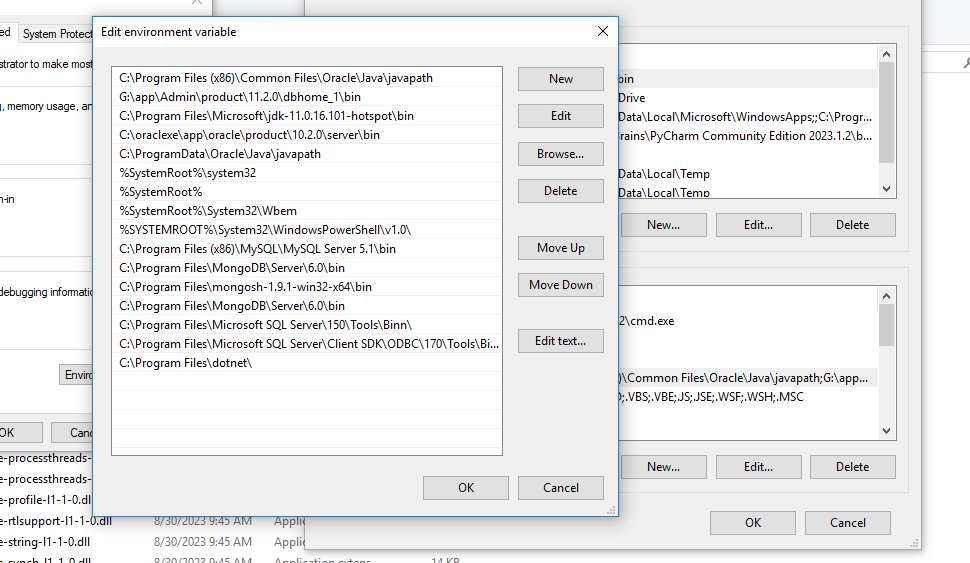 ed
System Protect
Edit environment variable
strator to make most
, memory usage, an
n-in
debugging informatio
Enviro
OK
Canc
C:\Program Files (x86)\Common Files\Oracle\Java\javapath
G:\app\Admin\product\11.2.0\dbhome_1\bin
C:\Program Files\Microsoft\jdk-11.0.16.101-hotspot\bin
C:\oraclexe\app\oracle\product\10.2.0\server\bin
C:\ProgramData\Oracle\Java\javapath
%SystemRoot%\system32
%SystemRoot%
%SystemRoot%\System32\Wbem
%SYSTEMROOT%\System32\WindowsPowerShell\v1.0\
C:\Program Files (x86)\MySQL\MySQL Server 5.1\bin
C:\Program Files\MongoDB\Server\6.0\bin
C:\Program Files\mongosh-1.9.1-win32-x64\bin
C:\Program Files\MongoDB\Server\6.0\bin
C:\Program Files\Microsoft SQL Server\150\Tools\Binn\
C:\Program Files\Microsoft SQL Server\Client SDK\ODBC\170\Tools\Bi...
C:\Program Files\dotnet\
New
Edit
Browse...
Delete
Move Up
Move Down
Edit text...
OK
Cancel
bin
Drive
Data\Local\Microsoft\WindowsApps;;C:\Progr...
rains\PyCharm Community Edition 2023.1.2\b...
Data\Local\Temp
Data\Local\Temp
New...
Edit...
Delete
2\cmd.exe
)\Common Files\Oracle\Java\javapath;G:\app...
D;.VBS;.VBE;.JS;.JSE;.WSF;.WSH;.MSC
New...
Edit...
Delete
OK
Cancel
e-processthreads-
e-processthreads-
e-profile-l1-1-0.dl
e-rtlsupport-l1-1-0.dll 8/30/2023 9:45 AM Applic
e-string-l1-1-0.dll 8/30/2023 9:45 AM Applic
e-synch-l1-1-0.dll 8/30/2023 9:45 AM Application extens 14 KB